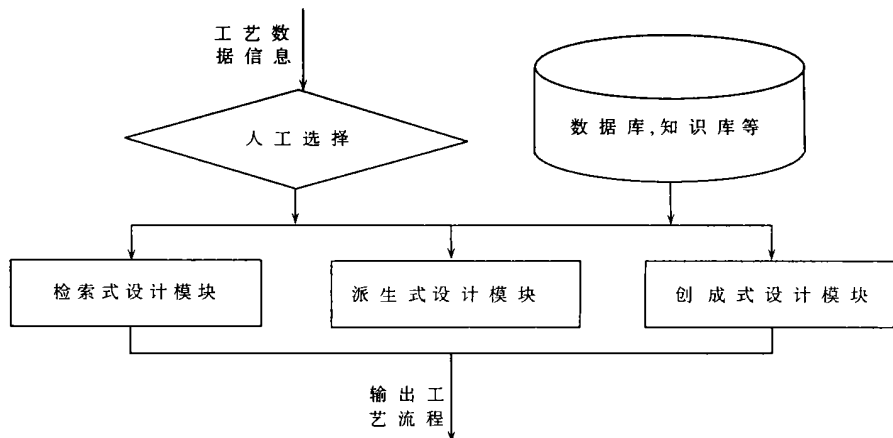 工艺数
据信息
人工选择
数据库,知识库等
检索式设计模块
派生式设计模块
创成式设计模块
输出工
艺流程